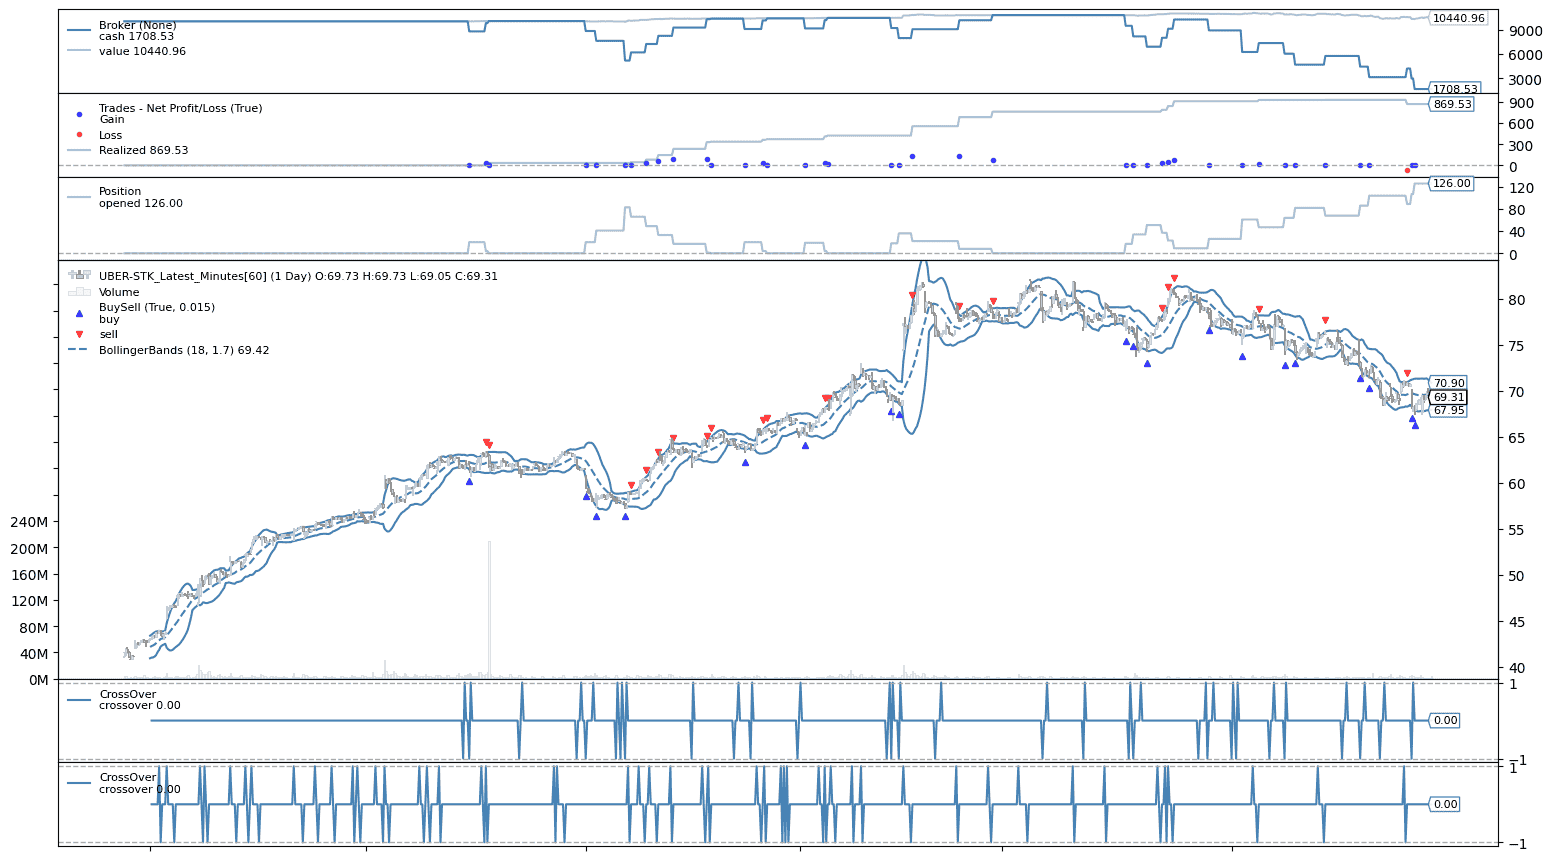 Broker (None)
cash 1708.53
value 10440.96
10440.96
9000
6000
3000
1708.53
Trades - Net Profit/Loss (True)
Gain
Loss
Realized 869.53
900
869.53
600
300
0
Position
opened 126.00
126.00
120
80
40
0
UBER-STK_Latest_Minutes[60] (1 Day) O:69.73 H:69.73 L:69.05 C:69.31
Volume
BuySell (True, 0.015)
buy
sell
BollingerBands (18, 1.7) 69.42
80
75
70.90
70
69.31
67.95
65
60
55
50
45
40
240M
200M
160M
120M
80M
40M
0M
CrossOver
crossover 0.00
1
0.00
−1
CrossOver
crossover 0.00
1
0.00
−1